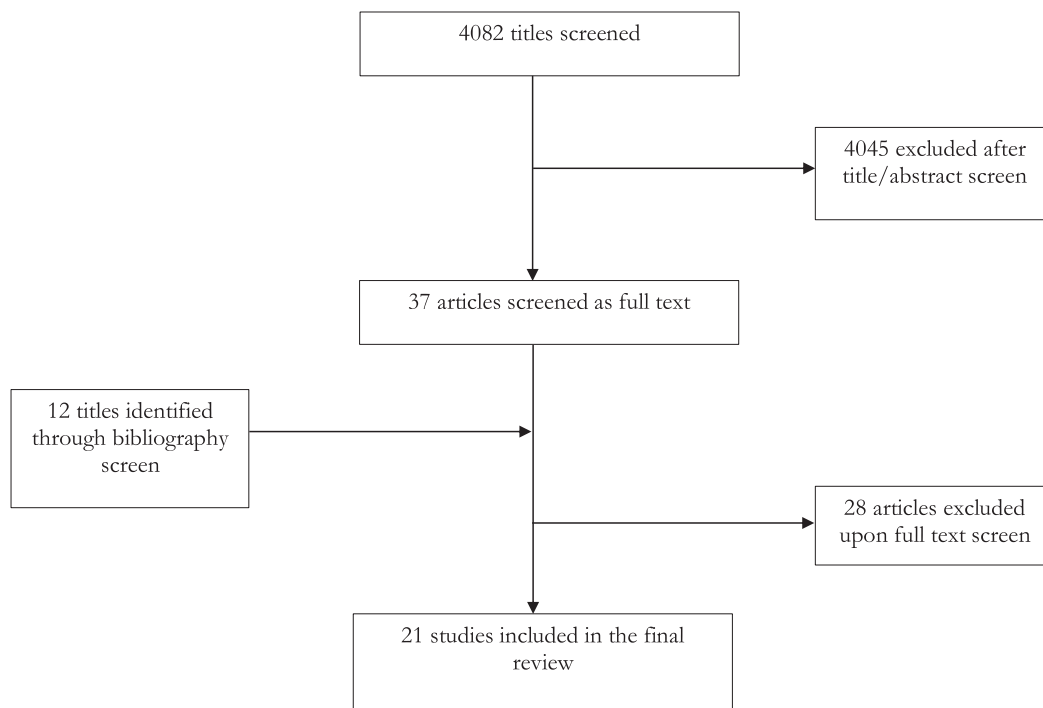 4082 titles screened
4045 excluded after
title/abstract screen
37 articles screened as full text
12 titles identified
through bibliography
screen
28 articles excluded
upon full text screen
21 studies included in the final
review